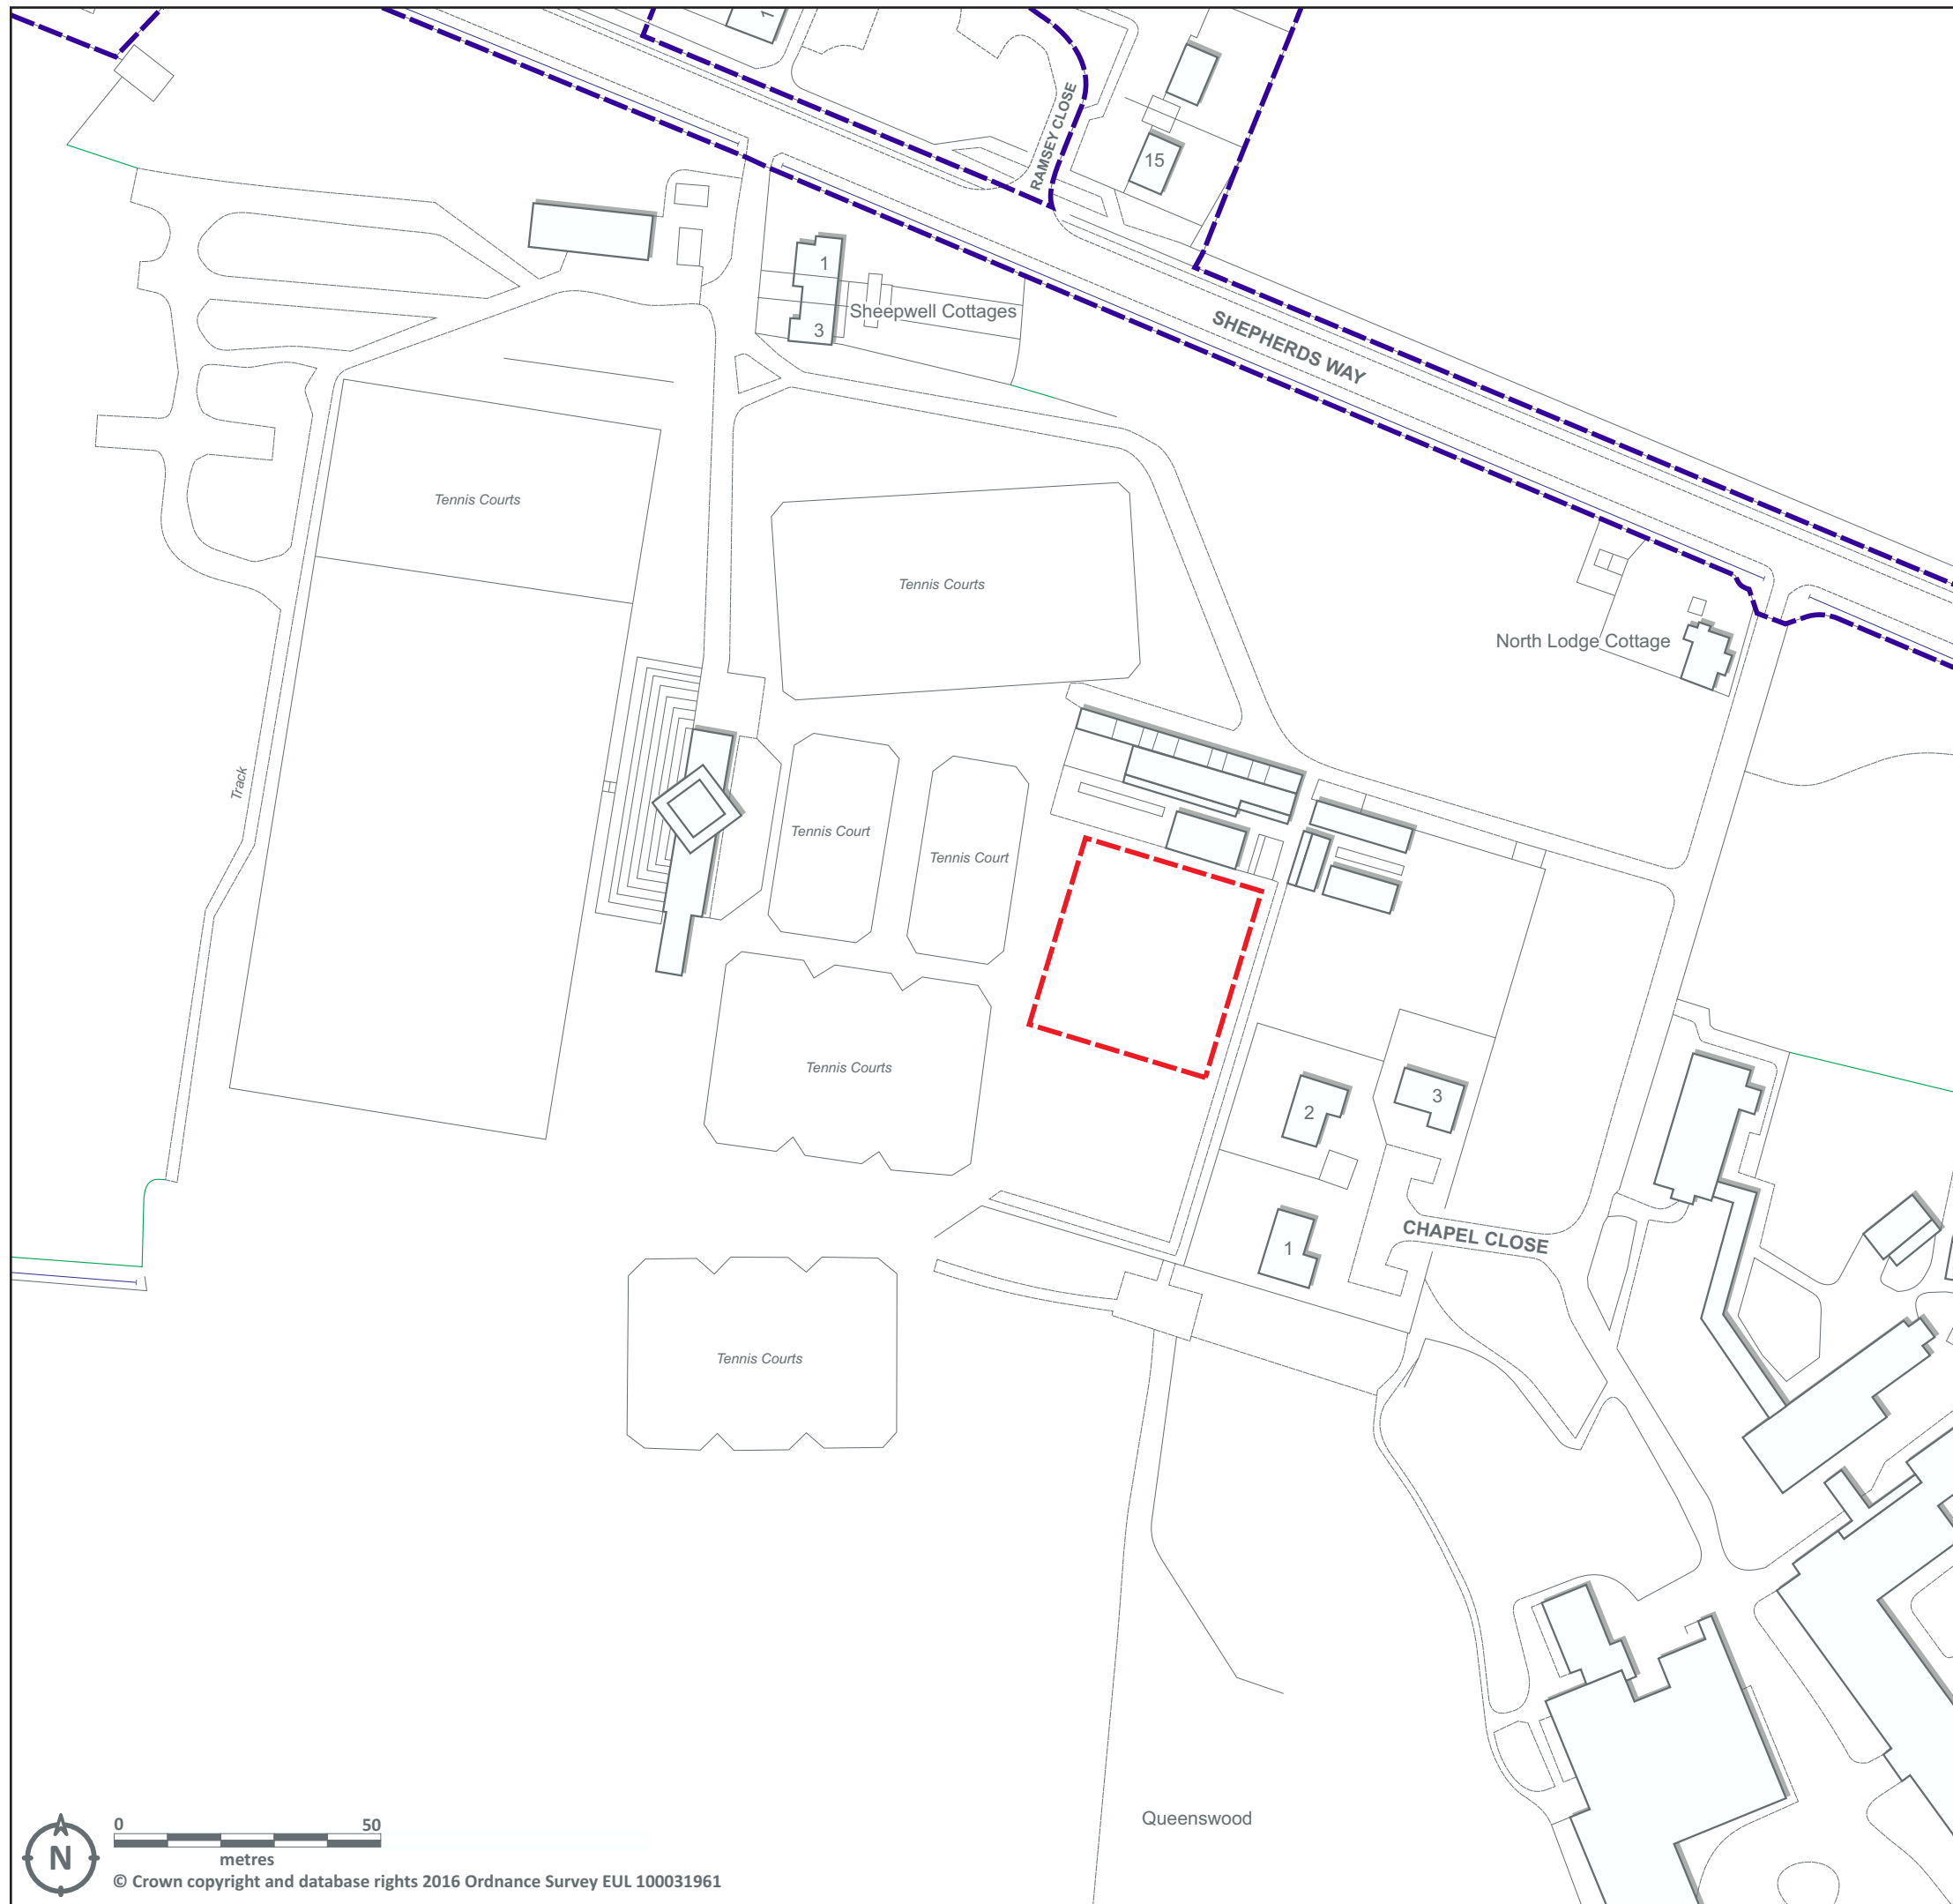 1
RAMSEY CLOSE
15
1
Sheepwell Cottages
3
SHEPHERDS WAY
Tennis Courts
Tennis Courts
North Lodge Cottage
Track
Tennis Court
Tennis Court
Tennis Courts
2
3
1
CHAPEL CLOSE
Tennis Courts
Queenswood
N
0 50
metres
© Crown copyright and database rights 2016 Ordnance Survey EUL 100031961